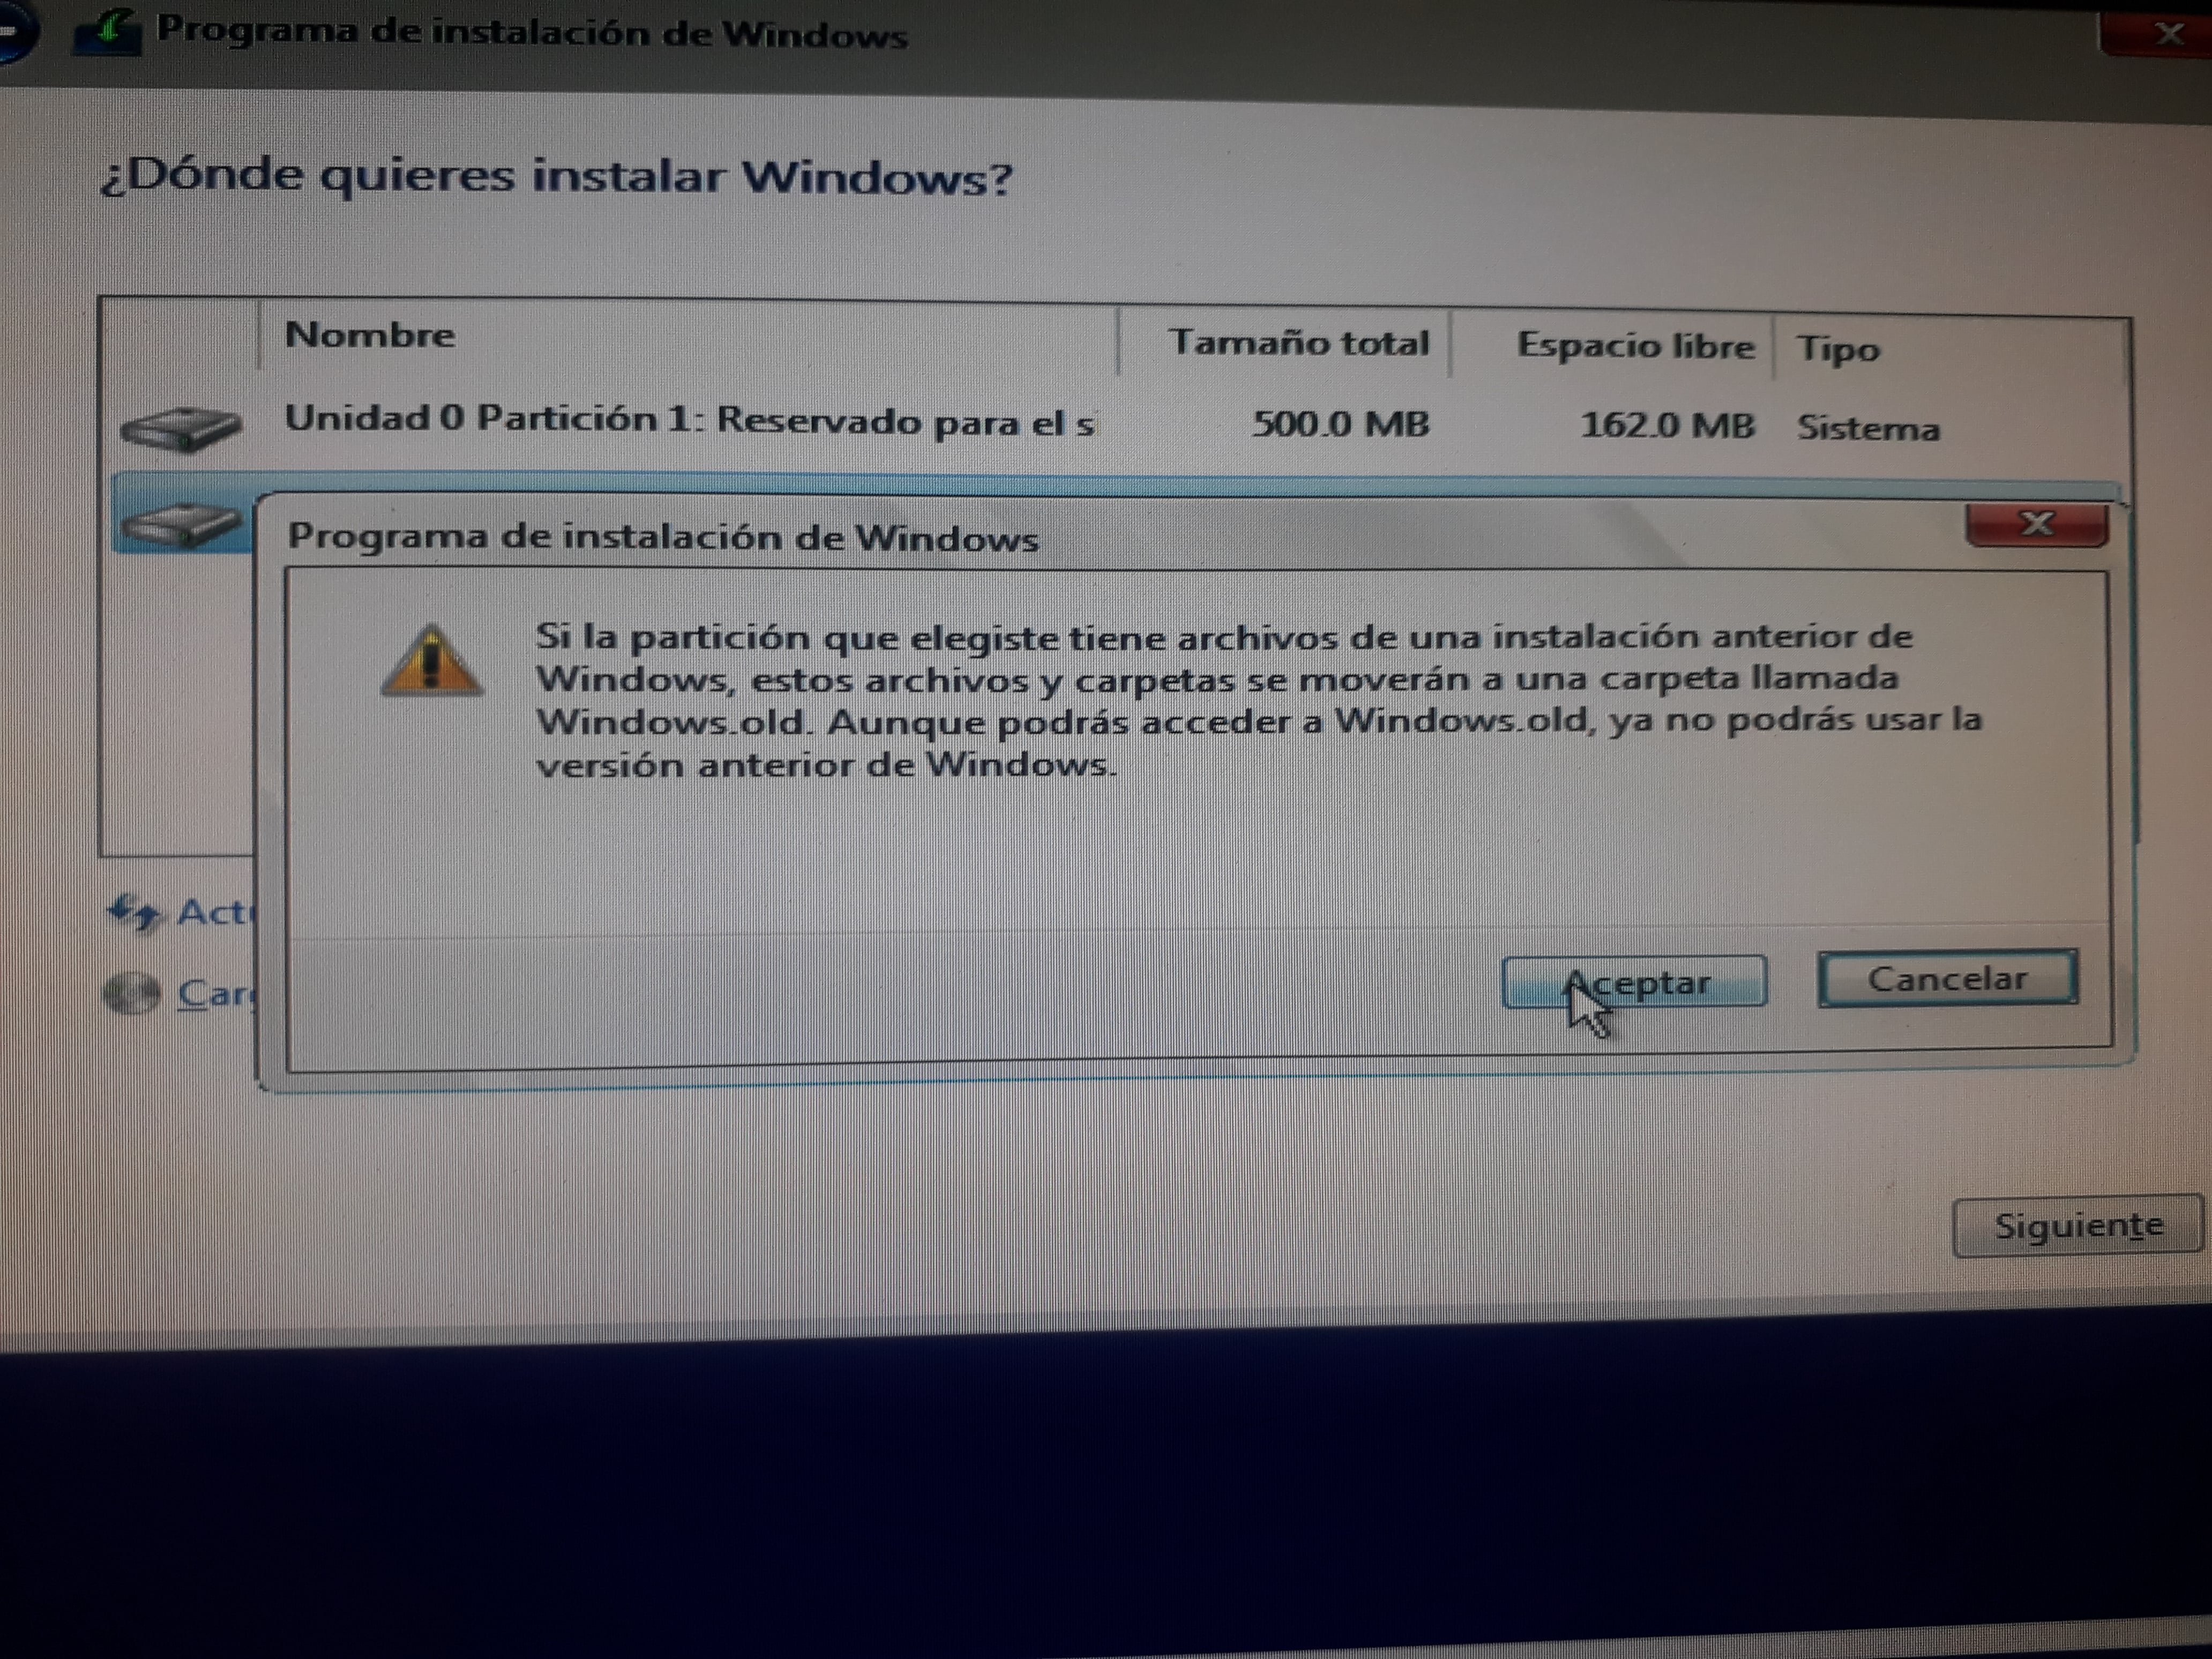 Programa de instalación de Windows
¿Dónde quieres instalar Windows?
Nombre Tamaño total Espacio libre Tipo
Unidad 0 Partición 1: Reservado para el s 500.0 MB 162.0 MB Sistema
Programa de instalación de Windows
Si la partición que elegiste tiene archivos de una instalación anterior de
Windows, estos archivos y carpetas se moverán a una carpeta llamada
Windows.old. Aunque podrás acceder a Windows.old, ya no podrás usar la
versión anterior de Windows.
Aceptar Cancelar
Siguiente